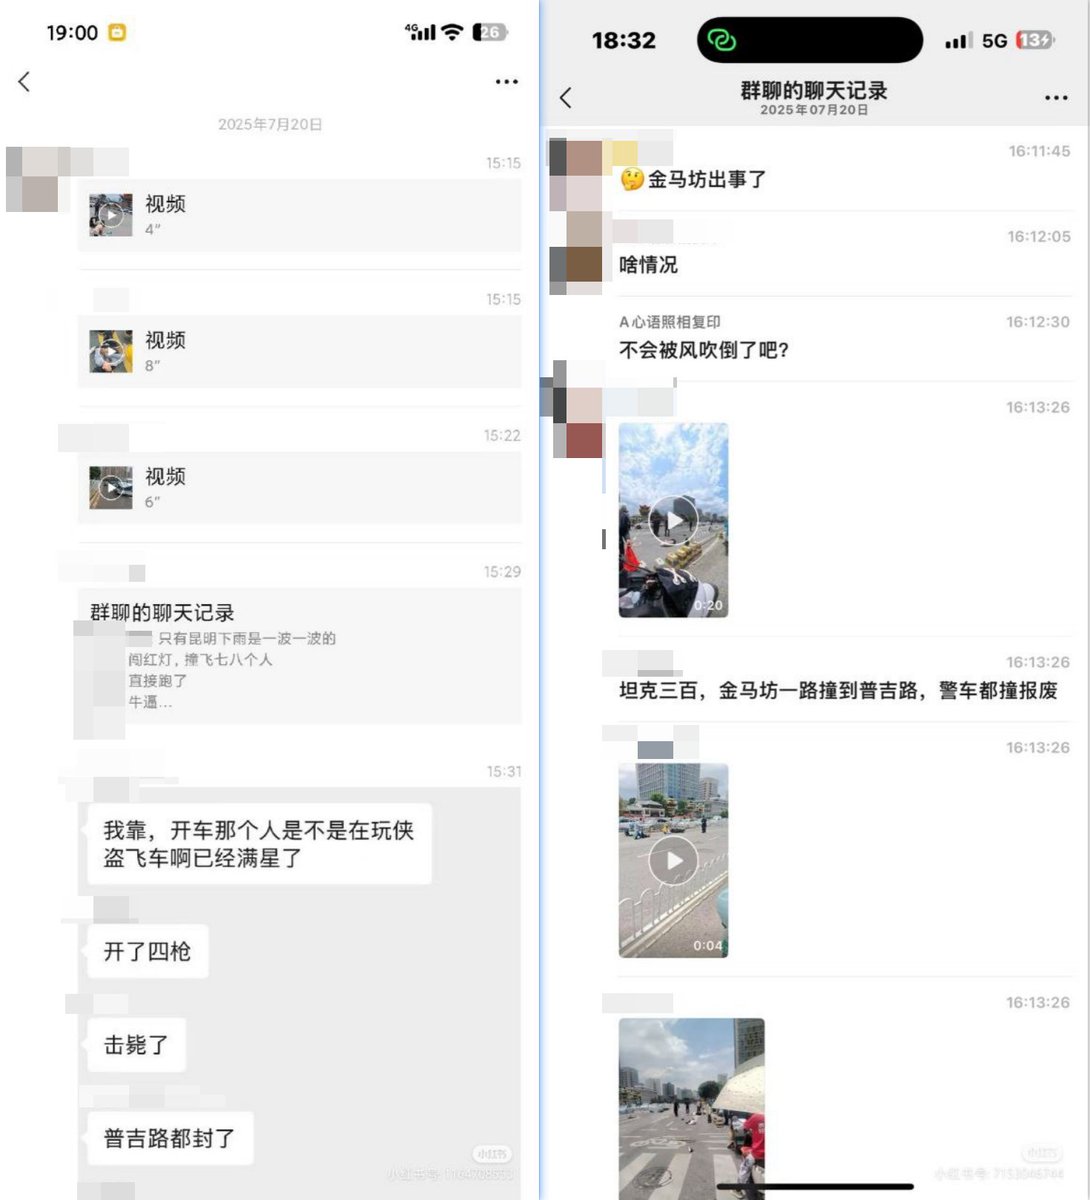 19:00
4G
26
2025年7月20日
15:15
视频
4″
15:15
视频
8″
15:22
视频
6″
15:29
群聊的聊天记录
只有昆明下雨是一波一波的
闯红灯，撞飞七八个人
直接跑了
牛逼...
15:31
我靠，开车那个人是不是在玩侠
盗飞车啊已经满星了
开了四枪
击毙了
普吉路都封了
小红书
18:32
5G
13
群聊的聊天记录
2025年07月20日
16:11:45
🤔金马坊出事了
16:12:05
啥情况
A心语照相复印
16:12:30
不会被风吹倒了吧？
16:13:26
0:20
16:13:26
坦克三百，金马坊一路撞到普吉路，警车都撞报废
16:13:26
0:04
16:13:26
小红书